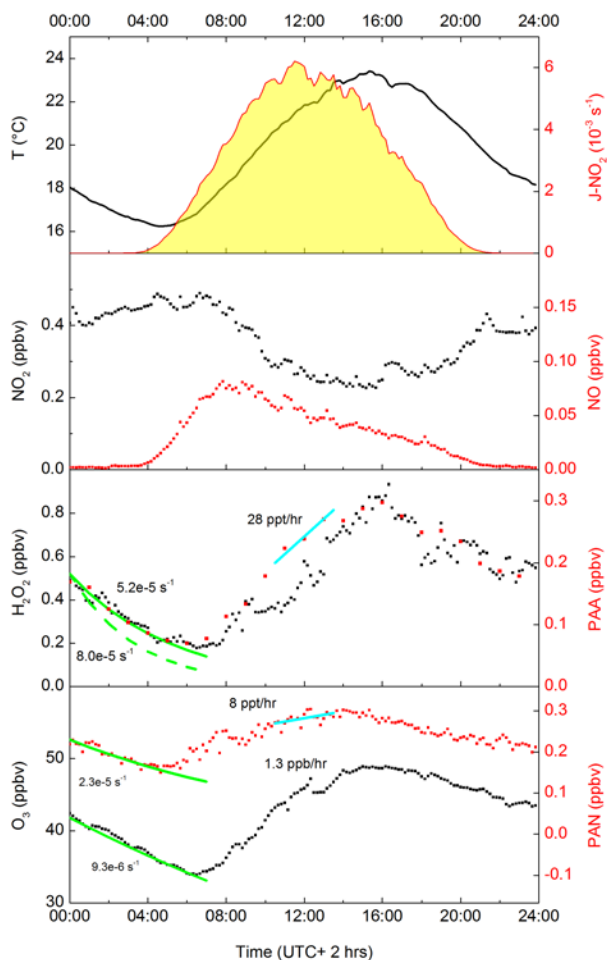 00:00 04:00 08:00 12:00 16:00 20:00 24:00
24
22
20
18
16
T (°C)
6
4
2
0
J-NO₂ (10⁻³ s⁻¹)
0.4
0.2
0.0
NO₂ (ppbv)
0.15
0.10
0.05
0.00
NO (ppbv)
28 ppt/hr
5.2e-5 s⁻¹
8.0e-5 s⁻¹
0.8
0.6
0.4
0.2
0.0
H₂O₂ (ppbv)
0.3
0.2
0.1
0.0
PAA (ppbv)
8 ppt/hr
1.3 ppb/hr
2.3e-5 s⁻¹
9.3e-6 s⁻¹
50
40
30
O₃ (ppbv)
0.3
0.2
0.1
0.0
-0.1
PAN (ppbv)
00:00 04:00 08:00 12:00 16:00 20:00 24:00
Time (UTC+ 2 hrs)